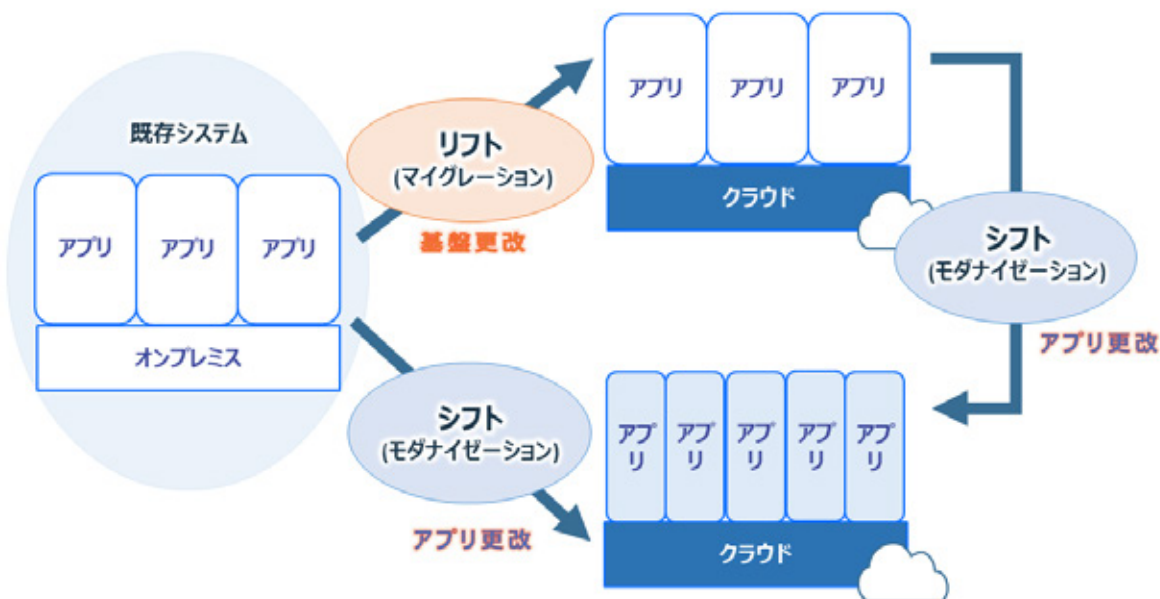 既存システム
アプリ
アプリ
アプリ
オンプレミス
リフト
(マイグレーション)
基盤更改
アプリ
アプリ
アプリ
クラウド
シフト
(モダナイゼーション)
アプリ更改
シフト
(モダナイゼーション)
アプリ更改
アプ
リ
アプ
リ
アプ
リ
アプ
リ
アプ
リ
クラウド